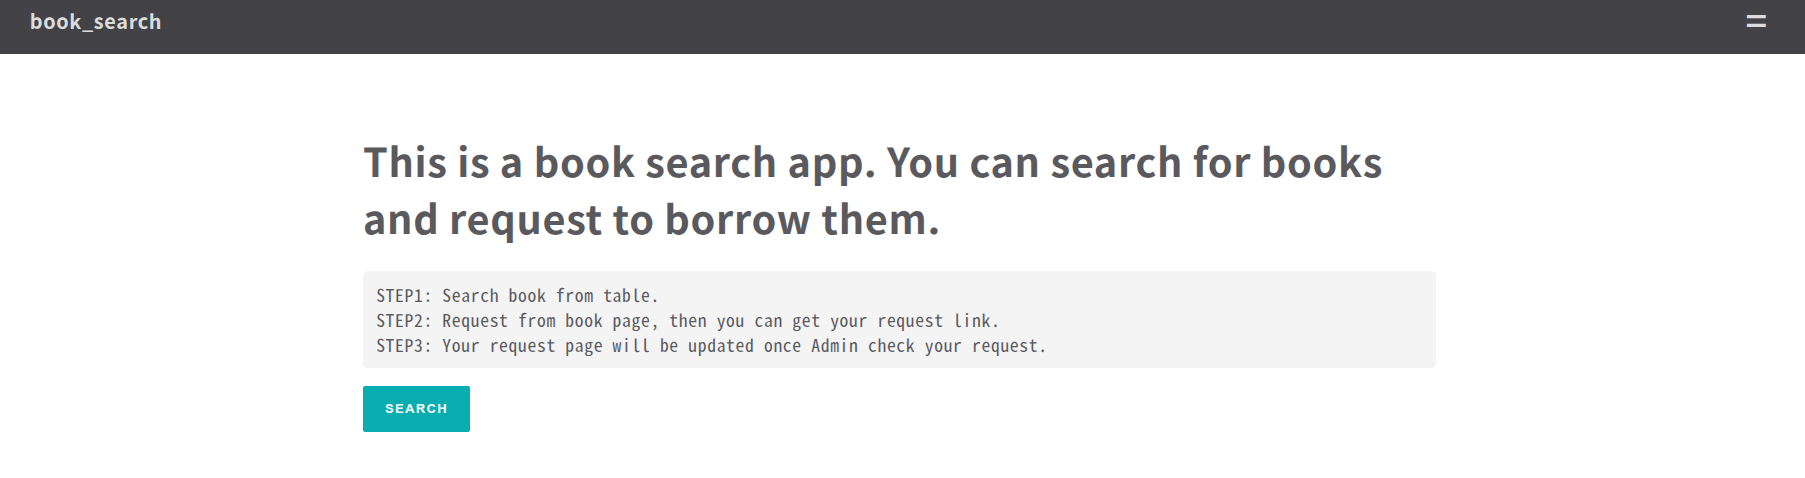 book_search
This is a book search app. You can search for books
and request to borrow them.
STEP1: Search book from table.
STEP2: Request from book page, then you can get your request link.
STEP3: Your request page will be updated once Admin check your request.
SEARCH